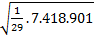 √(1/29 . 7.418.901)